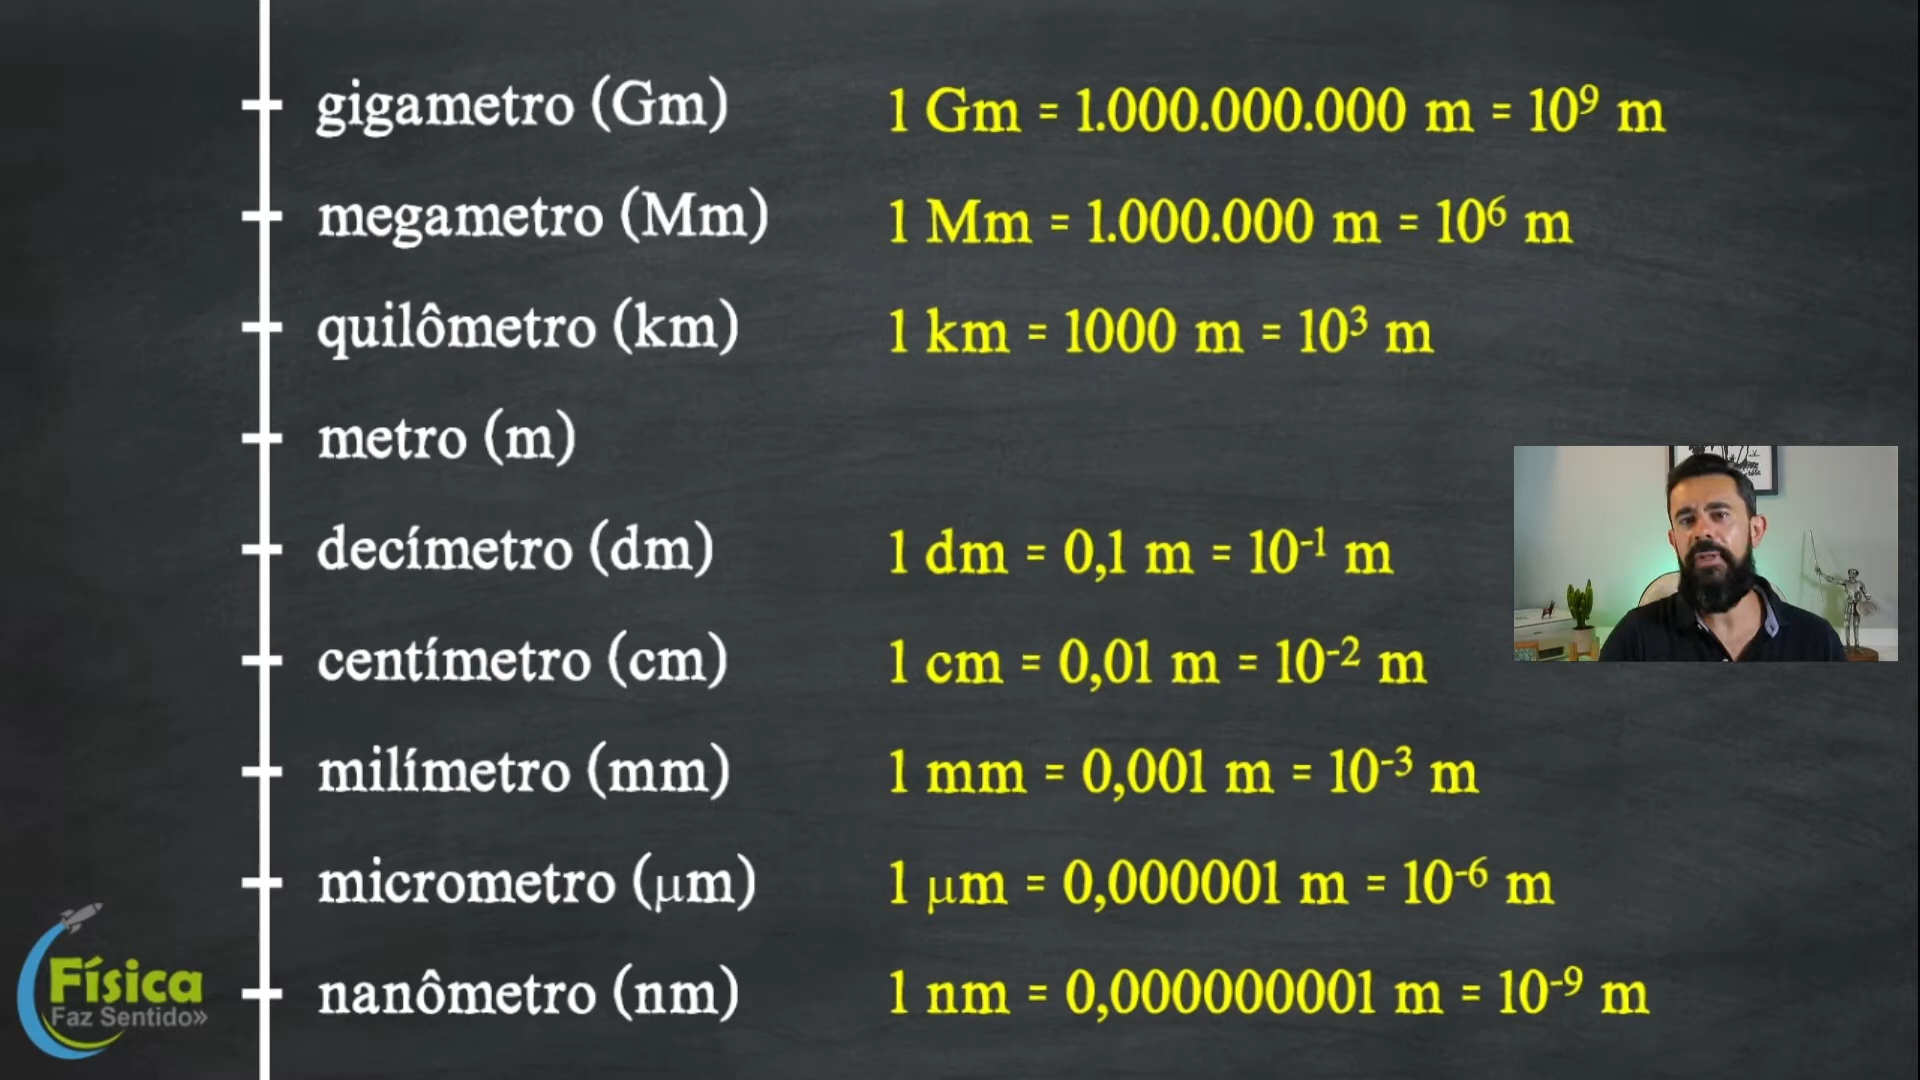 gigametro (Gm) 1 Gm = 1.000.000.000 m = 10⁹ m
megametro (Mm) 1 Mm = 1.000.000 m = 10⁶ m
quilômetro (km) 1 km = 1000 m = 10³ m
metro (m)
decímetro (dm) 1 dm = 0,1 m = 10⁻¹ m
centímetro (cm) 1 cm = 0,01 m = 10⁻² m
milímetro (mm) 1 mm = 0,001 m = 10⁻³ m
micrometro (μm) 1 μm = 0,000001 m = 10⁻⁶ m
nanômetro (nm) 1 nm = 0,000000001 m = 10⁻⁹ m
Física
Faz Sentido»